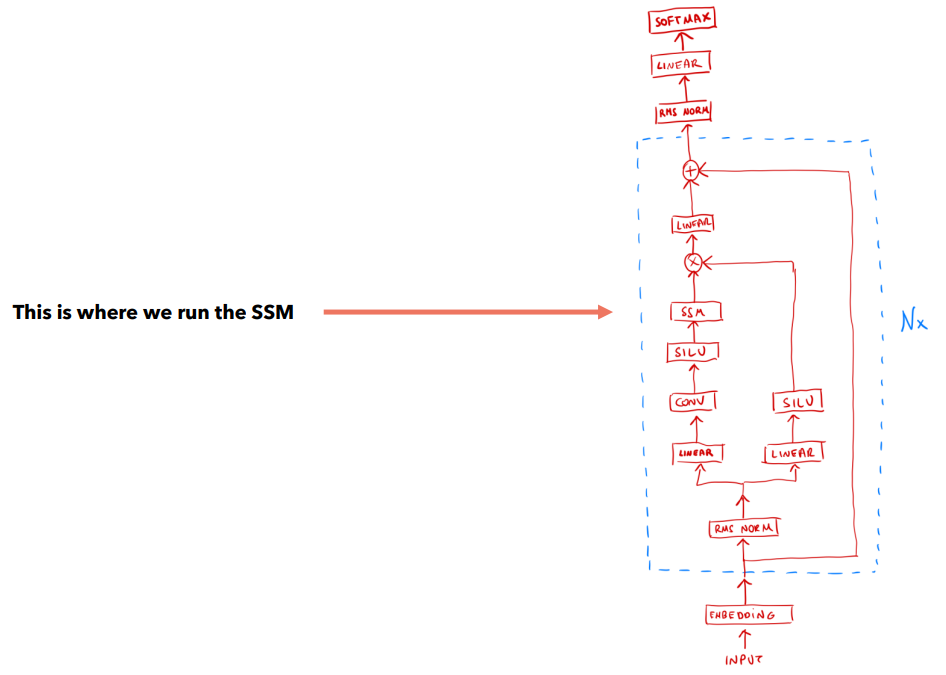 SOFTMAX
LINEAR
RMS NORM
LINEAR
This is where we run the SSM
SSM
Nx
SILU
CONV
SILU
LINEAR
LINEAR
RMS NORM
EMBEDDING
INPUT